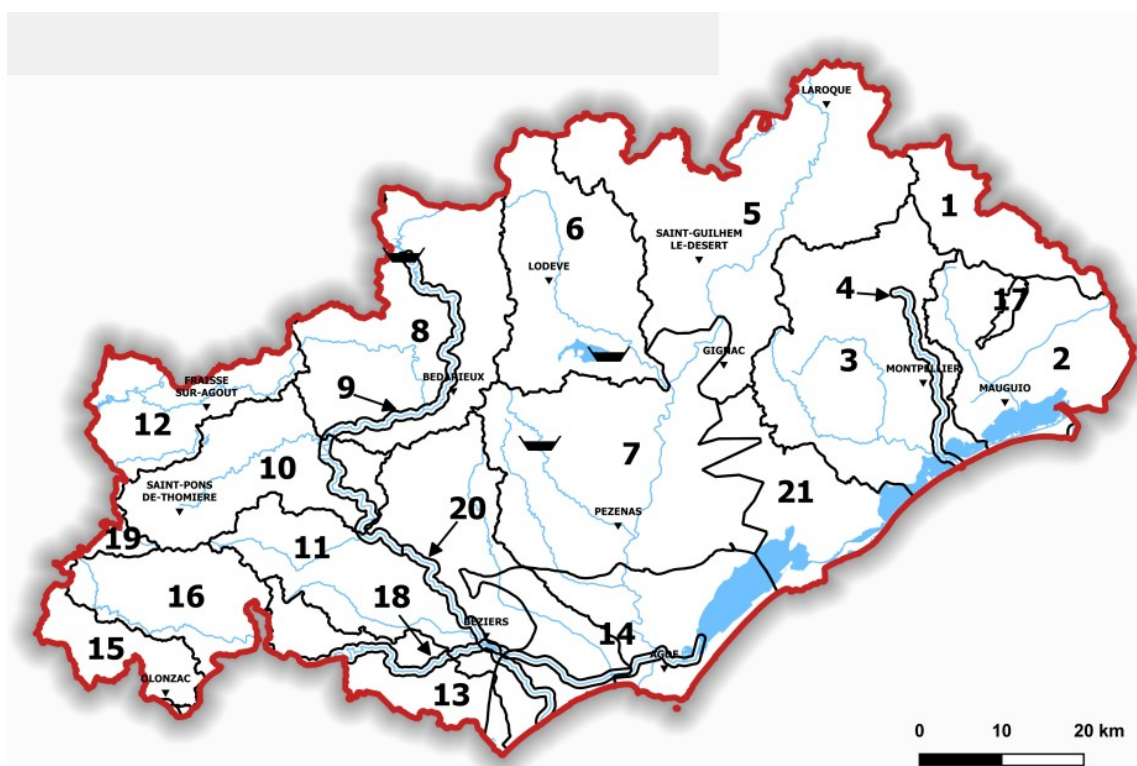 LAROQUE
1
5
6
SAINT-GUILHEM
LE-DESERT
LODEVE
4
17
8
GIGNAC
3
2
MONTPELLIER
BEDARIEUX
FRAISSE
SUR-AGOUT
9
MAUGUIO
12
7
10
SAINT-PONS
DE-THOMIERE
21
20
PEZENAS
19
11
16
18
BEZIERS
14
15
AGDE
OLONZAC
13
0 10 20 km